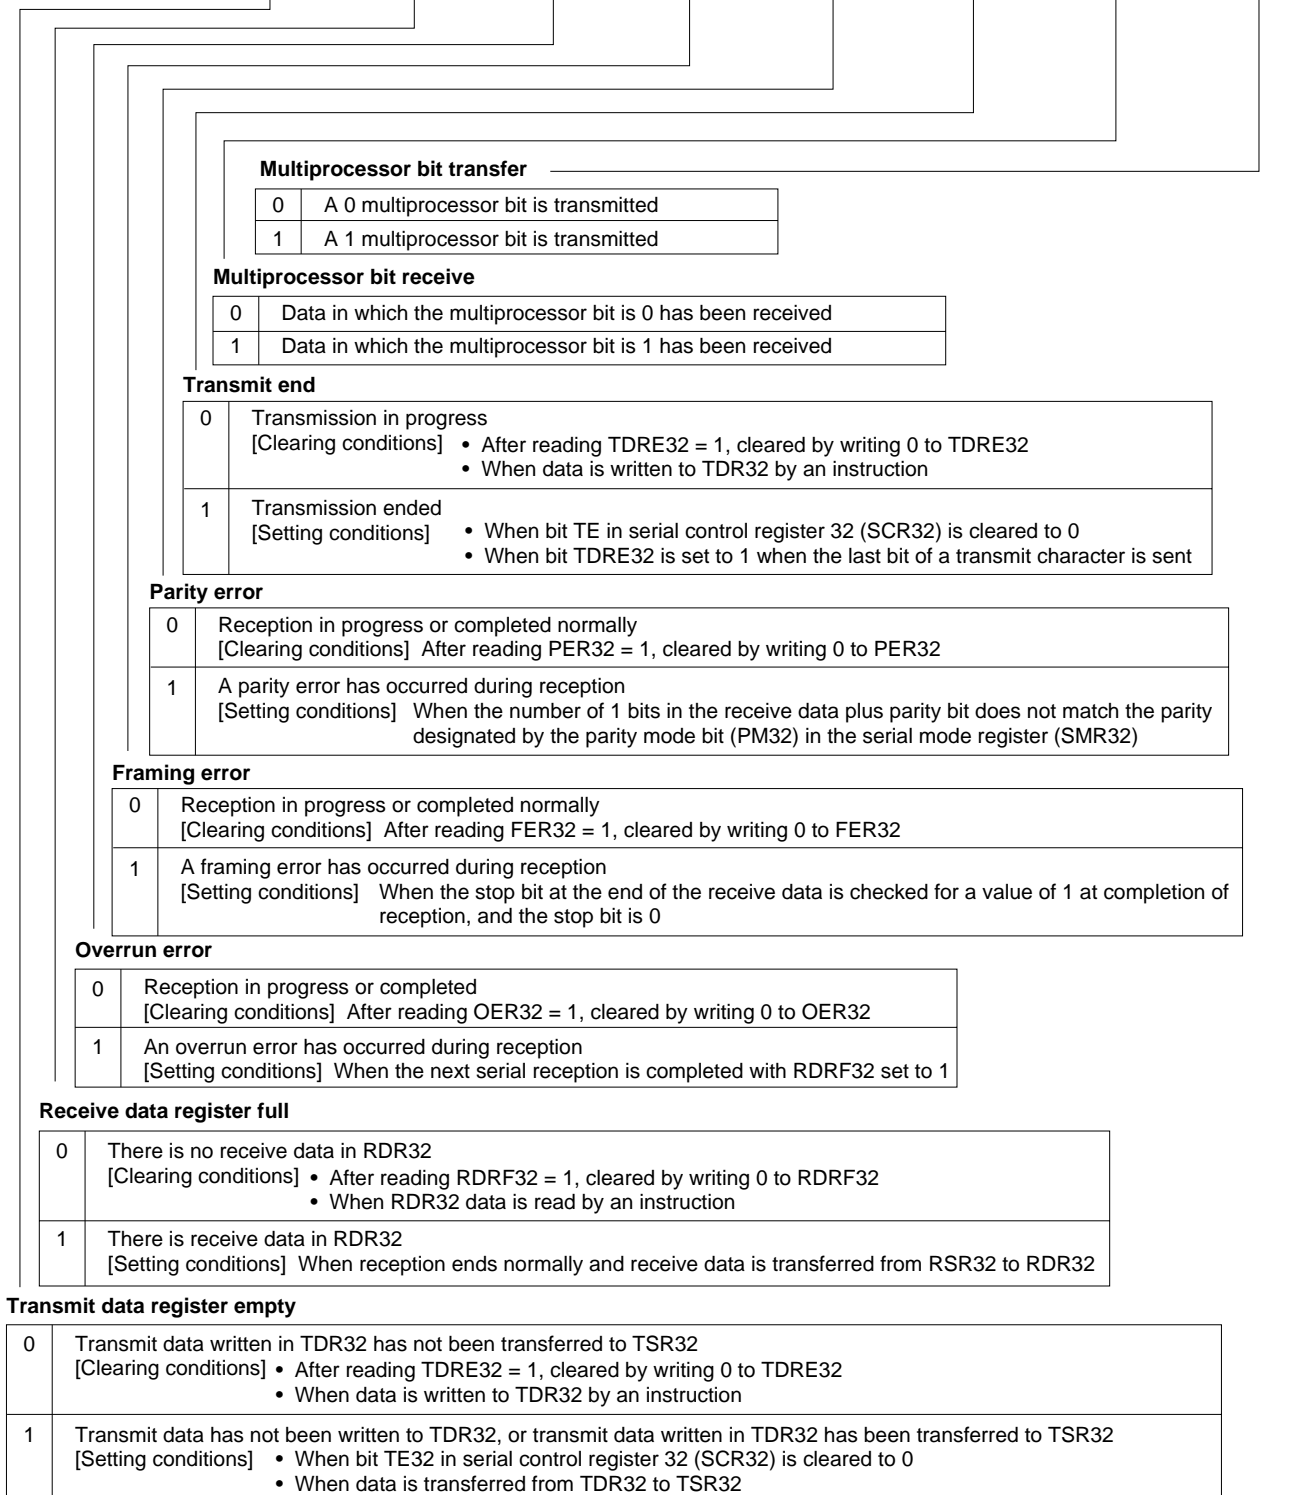 Multiprocessor bit transfer
0 A 0 multiprocessor bit is transmitted
1 A 1 multiprocessor bit is transmitted
Multiprocessor bit receive
0 Data in which the multiprocessor bit is 0 has been received
1 Data in which the multiprocessor bit is 1 has been received
Transmit end
0 Transmission in progress
[Clearing conditions] • After reading TDRE32 = 1, cleared by writing 0 to TDRE32
• When data is written to TDR32 by an instruction
1 Transmission ended
[Setting conditions] • When bit TE in serial control register 32 (SCR32) is cleared to 0
• When bit TDRE32 is set to 1 when the last bit of a transmit character is sent
Parity error
0 Reception in progress or completed normally
[Clearing conditions] After reading PER32 = 1, cleared by writing 0 to PER32
1 A parity error has occurred during reception
[Setting conditions] When the number of 1 bits in the receive data plus parity bit does not match the parity
designated by the parity mode bit (PM32) in the serial mode register (SMR32)
Framing error
0 Reception in progress or completed normally
[Clearing conditions] After reading FER32 = 1, cleared by writing 0 to FER32
1 A framing error has occurred during reception
[Setting conditions] When the stop bit at the end of the receive data is checked for a value of 1 at completion of
reception, and the stop bit is 0
Overrun error
0 Reception in progress or completed
[Clearing conditions] After reading OER32 = 1, cleared by writing 0 to OER32
1 An overrun error has occurred during reception
[Setting conditions] When the next serial reception is completed with RDRF32 set to 1
Receive data register full
0 There is no receive data in RDR32
[Clearing conditions] • After reading RDRF32 = 1, cleared by writing 0 to RDRF32
• When RDR32 data is read by an instruction
1 There is receive data in RDR32
[Setting conditions] When reception ends normally and receive data is transferred from RSR32 to RDR32
Transmit data register empty
0 Transmit data written in TDR32 has not been transferred to TSR32
[Clearing conditions] • After reading TDRE32 = 1, cleared by writing 0 to TDRE32
• When data is written to TDR32 by an instruction
1 Transmit data has not been written to TDR32, or transmit data written in TDR32 has been transferred to TSR32
[Setting conditions] • When bit TE32 in serial control register 32 (SCR32) is cleared to 0
• When data is transferred from TDR32 to TSR32